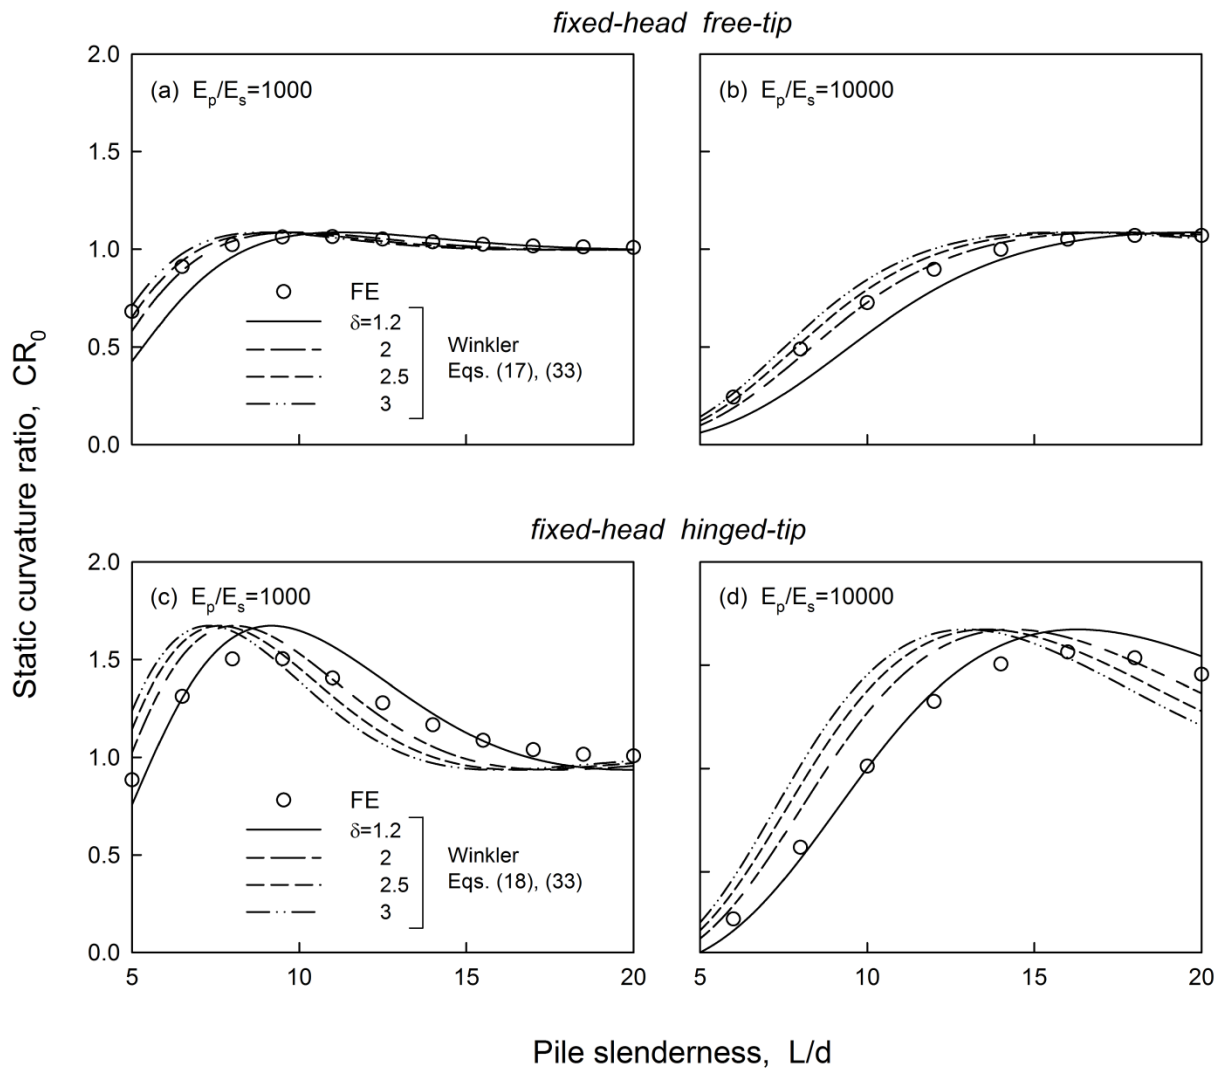 fixed-head free-tip
2.0
(a) Eₚ/Eₛ=1000
(b) Eₚ/Eₛ=10000
1.5
1.0
FE
δ=1.2
2
Winkler
0.5
Eqs. (17), (33)
2.5
3
0.0
5
10
15
20
fixed-head hinged-tip
2.0
(c) Eₚ/Eₛ=1000
(d) Eₚ/Eₛ=10000
1.5
1.0
FE
δ=1.2
2
Winkler
0.5
Eqs. (18), (33)
2.5
3
0.0
5
10
15
20
5
10
15
20
Static curvature ratio, CR₀
Pile slenderness, L/d